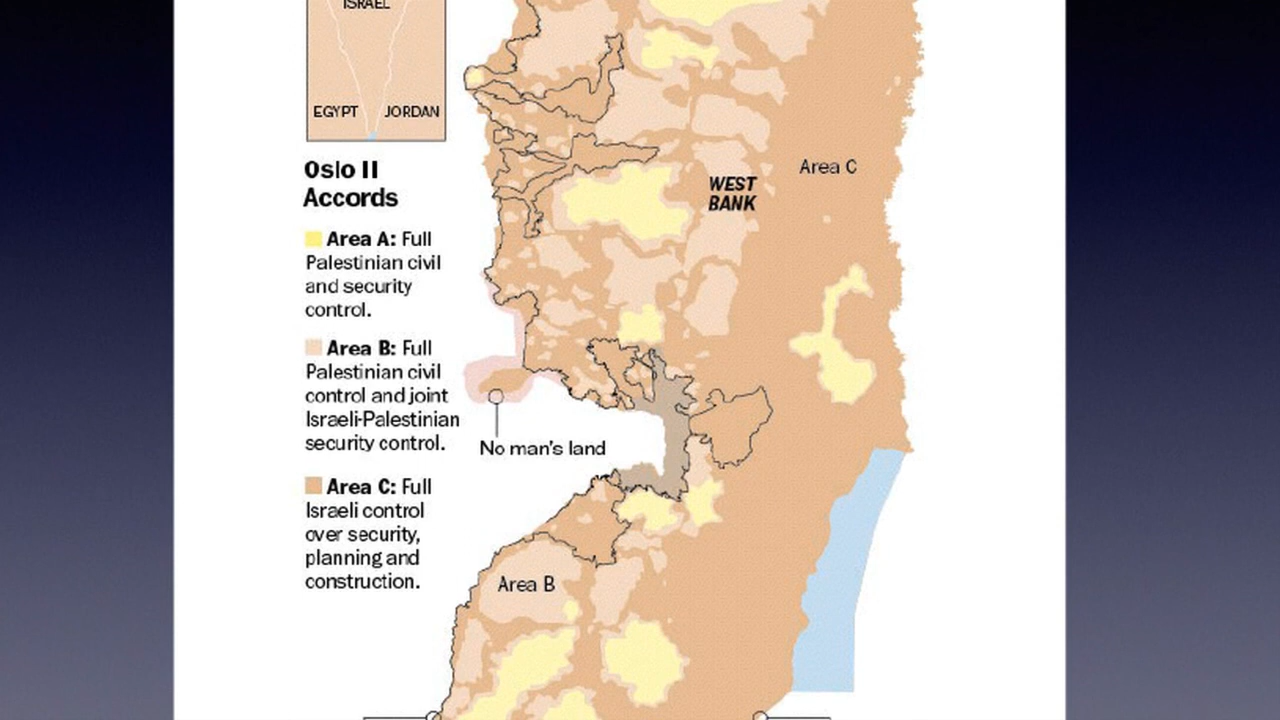 ISRAEL
EGYPT
JORDAN
Oslo II
Accords
Area A: Full
Palestinian civil
and security
control.
Area B: Full
Palestinian civil
control and joint
Israeli-Palestinian
security control.
Area C: Full
Israeli control
over security,
planning and
construction.
Area C
WEST
BANK
No man's land
Area B